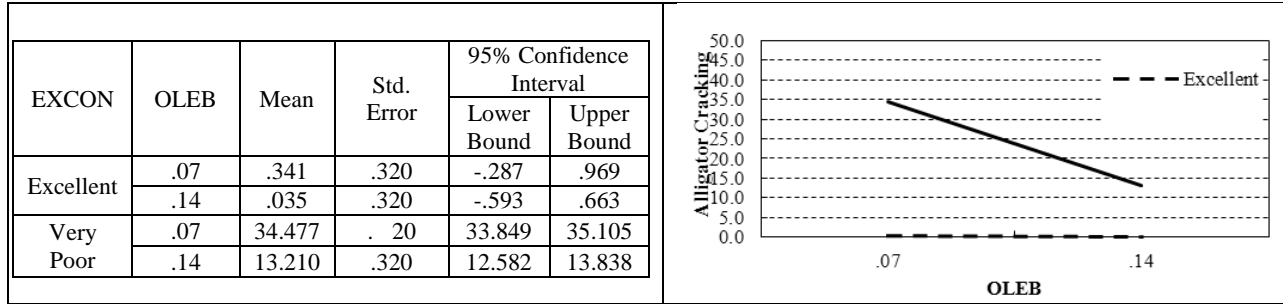 EXCON OLEB Mean Std. Error 95% Confidence Interval
Lower Bound Upper Bound
Excellent .07 .341 .320 -.287 .969
.14 .035 .320 -.593 .663
Very Poor .07 34.477 . 20 33.849 35.105
.14 13.210 .320 12.582 13.838
Alligator Cracking
50.0
45.0
40.0
35.0
30.0
25.0
20.0
15.0
10.0
5.0
0.0
Excellent
.07 .14
OLEB